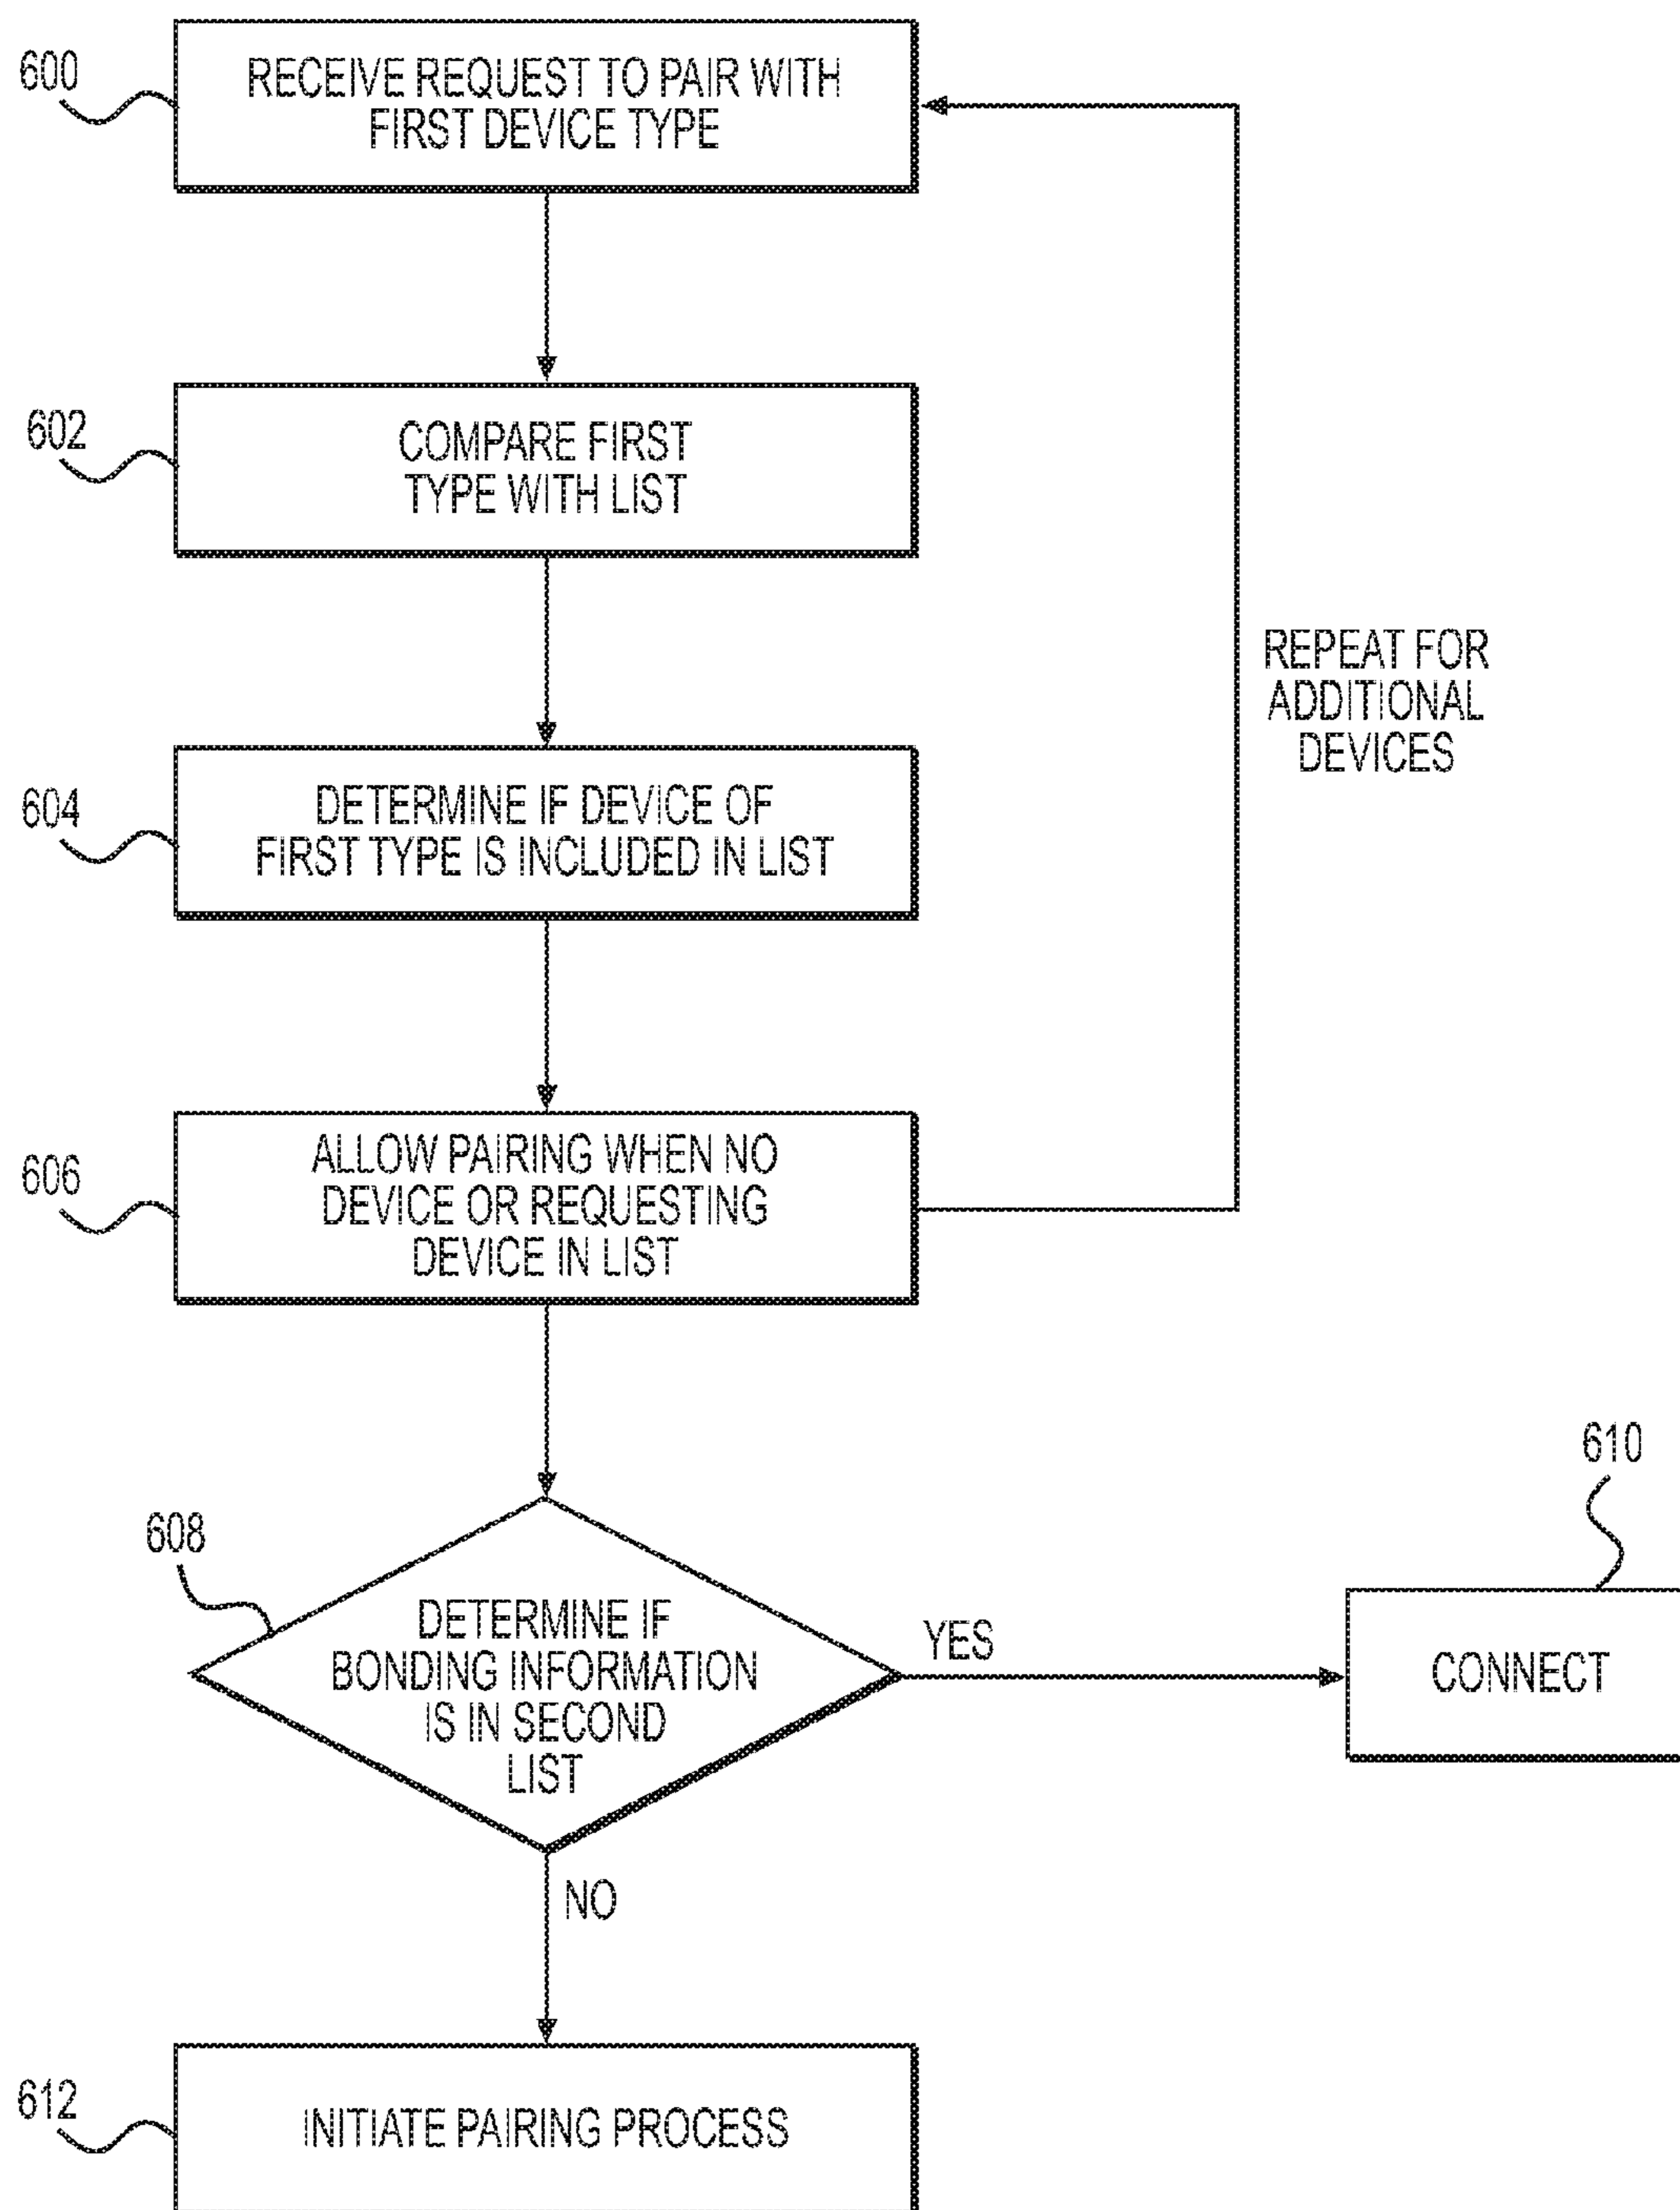 600
RECEIVE REQUEST TO PAIR WITH
FIRST DEVICE TYPE
602
COMPARE FIRST
TYPE WITH LIST
604
DETERMINE IF DEVICE OF
FIRST TYPE IS INCLUDED IN LIST
REPEAT FOR
ADDITIONAL
DEVICES
606
ALLOW PAIRING WHEN NO
DEVICE OR REQUESTING
DEVICE IN LIST
608
DETERMINE IF
BONDING INFORMATION
IS IN SECOND
LIST
YES
610
CONNECT
NO
612
INITIATE PAIRING PROCESS